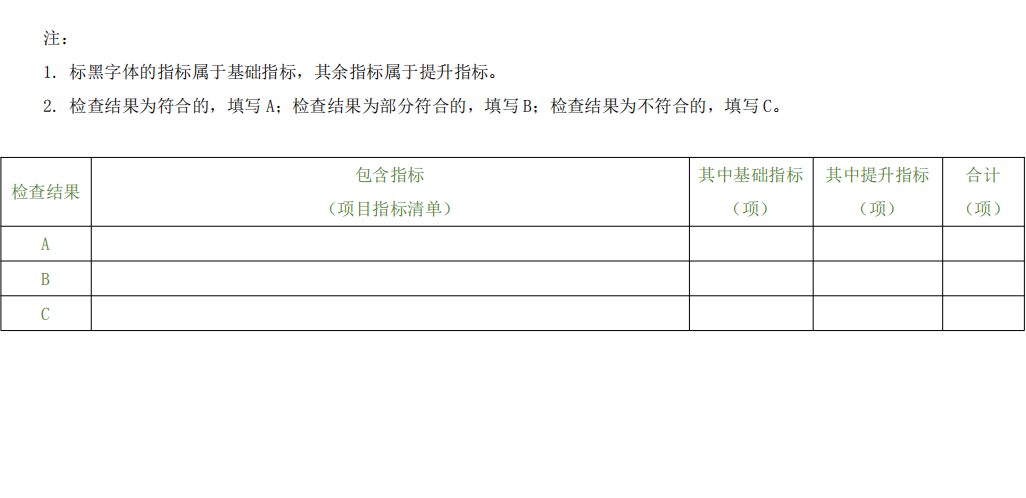 注：
1. 标黑字体的指标属于基础指标，其余指标属于提升指标。
2. 检查结果为符合的，填写 A；检查结果为部分符合的，填写 B；检查结果为不符合的，填写 C。
检查结果
包含指标
（项目指标清单）
其中基础指标
（项）
其中提升指标
（项）
合计
（项）
A
B
C